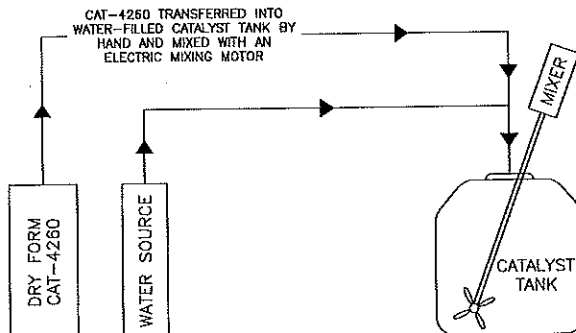 CAT-4260 TRANSFERRED INTO
WATER-FILLED CATALYST TANK BY
HAND AND MIXED WITH AN
ELECTRIC MIXING MOTOR
MIXER
DRY FORM
CAT-4260
WATER SOURCE
CATALYST
TANK